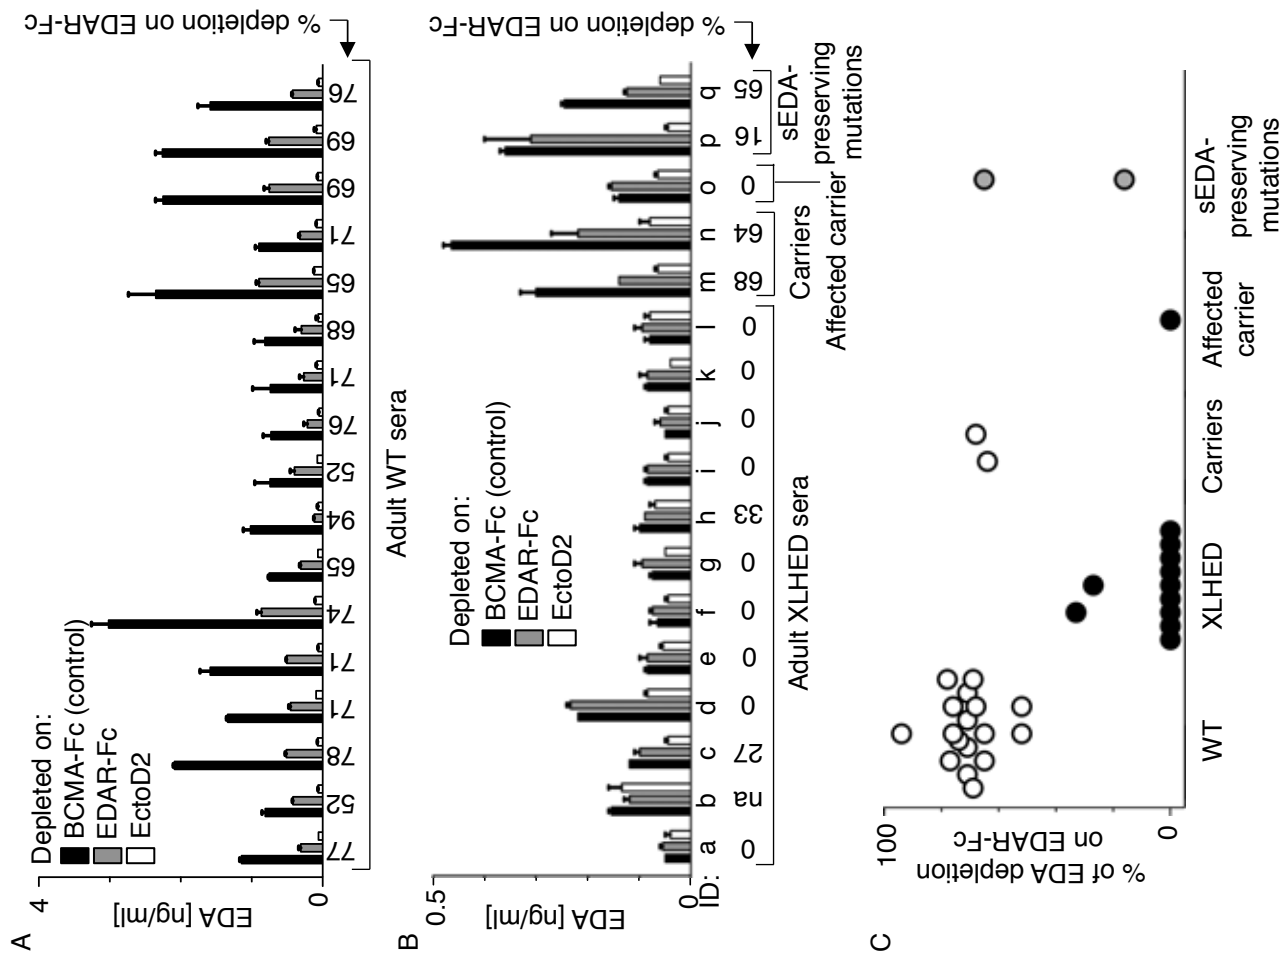 A
4
0
EDA [ng/ml]
Depleted on:
BCMA-Fc (control)
EDAR-Fc
EctoD2
77 52 78 71 71 74 65 94 52 76 71 68 65 71 69 69 76
% depletion on EDAR-Fc
Adult WT sera
B
0.5
0
EDA [ng/ml]
Depleted on:
BCMA-Fc (control)
EDAR-Fc
EctoD2
ID: a b c d e f g h i j k l m n o p q
0 na 27 0 0 0 0 33 0 0 0 0 68 64 0 16 65
% depletion on EDAR-Fc
Adult XLHED sera
Carriers
Affected carrier
sEDA-
preserving
mutations
C
100
0
% of EDA depletion
on EDAR-Fc
WT
XLHED
Carriers
Affected
carrier
sEDA-
preserving
mutations